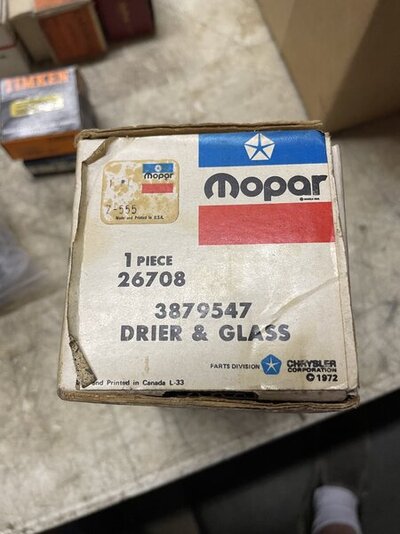 TIMKEN
Mopar
7-555
Made and Printed in U.S.A.
Mopar
1 PIECE
26708
3879547
DRIER & GLASS
PARTS DIVISION CHRYSLER
CORPORATION
© 1972
and Printed in Canada L-33